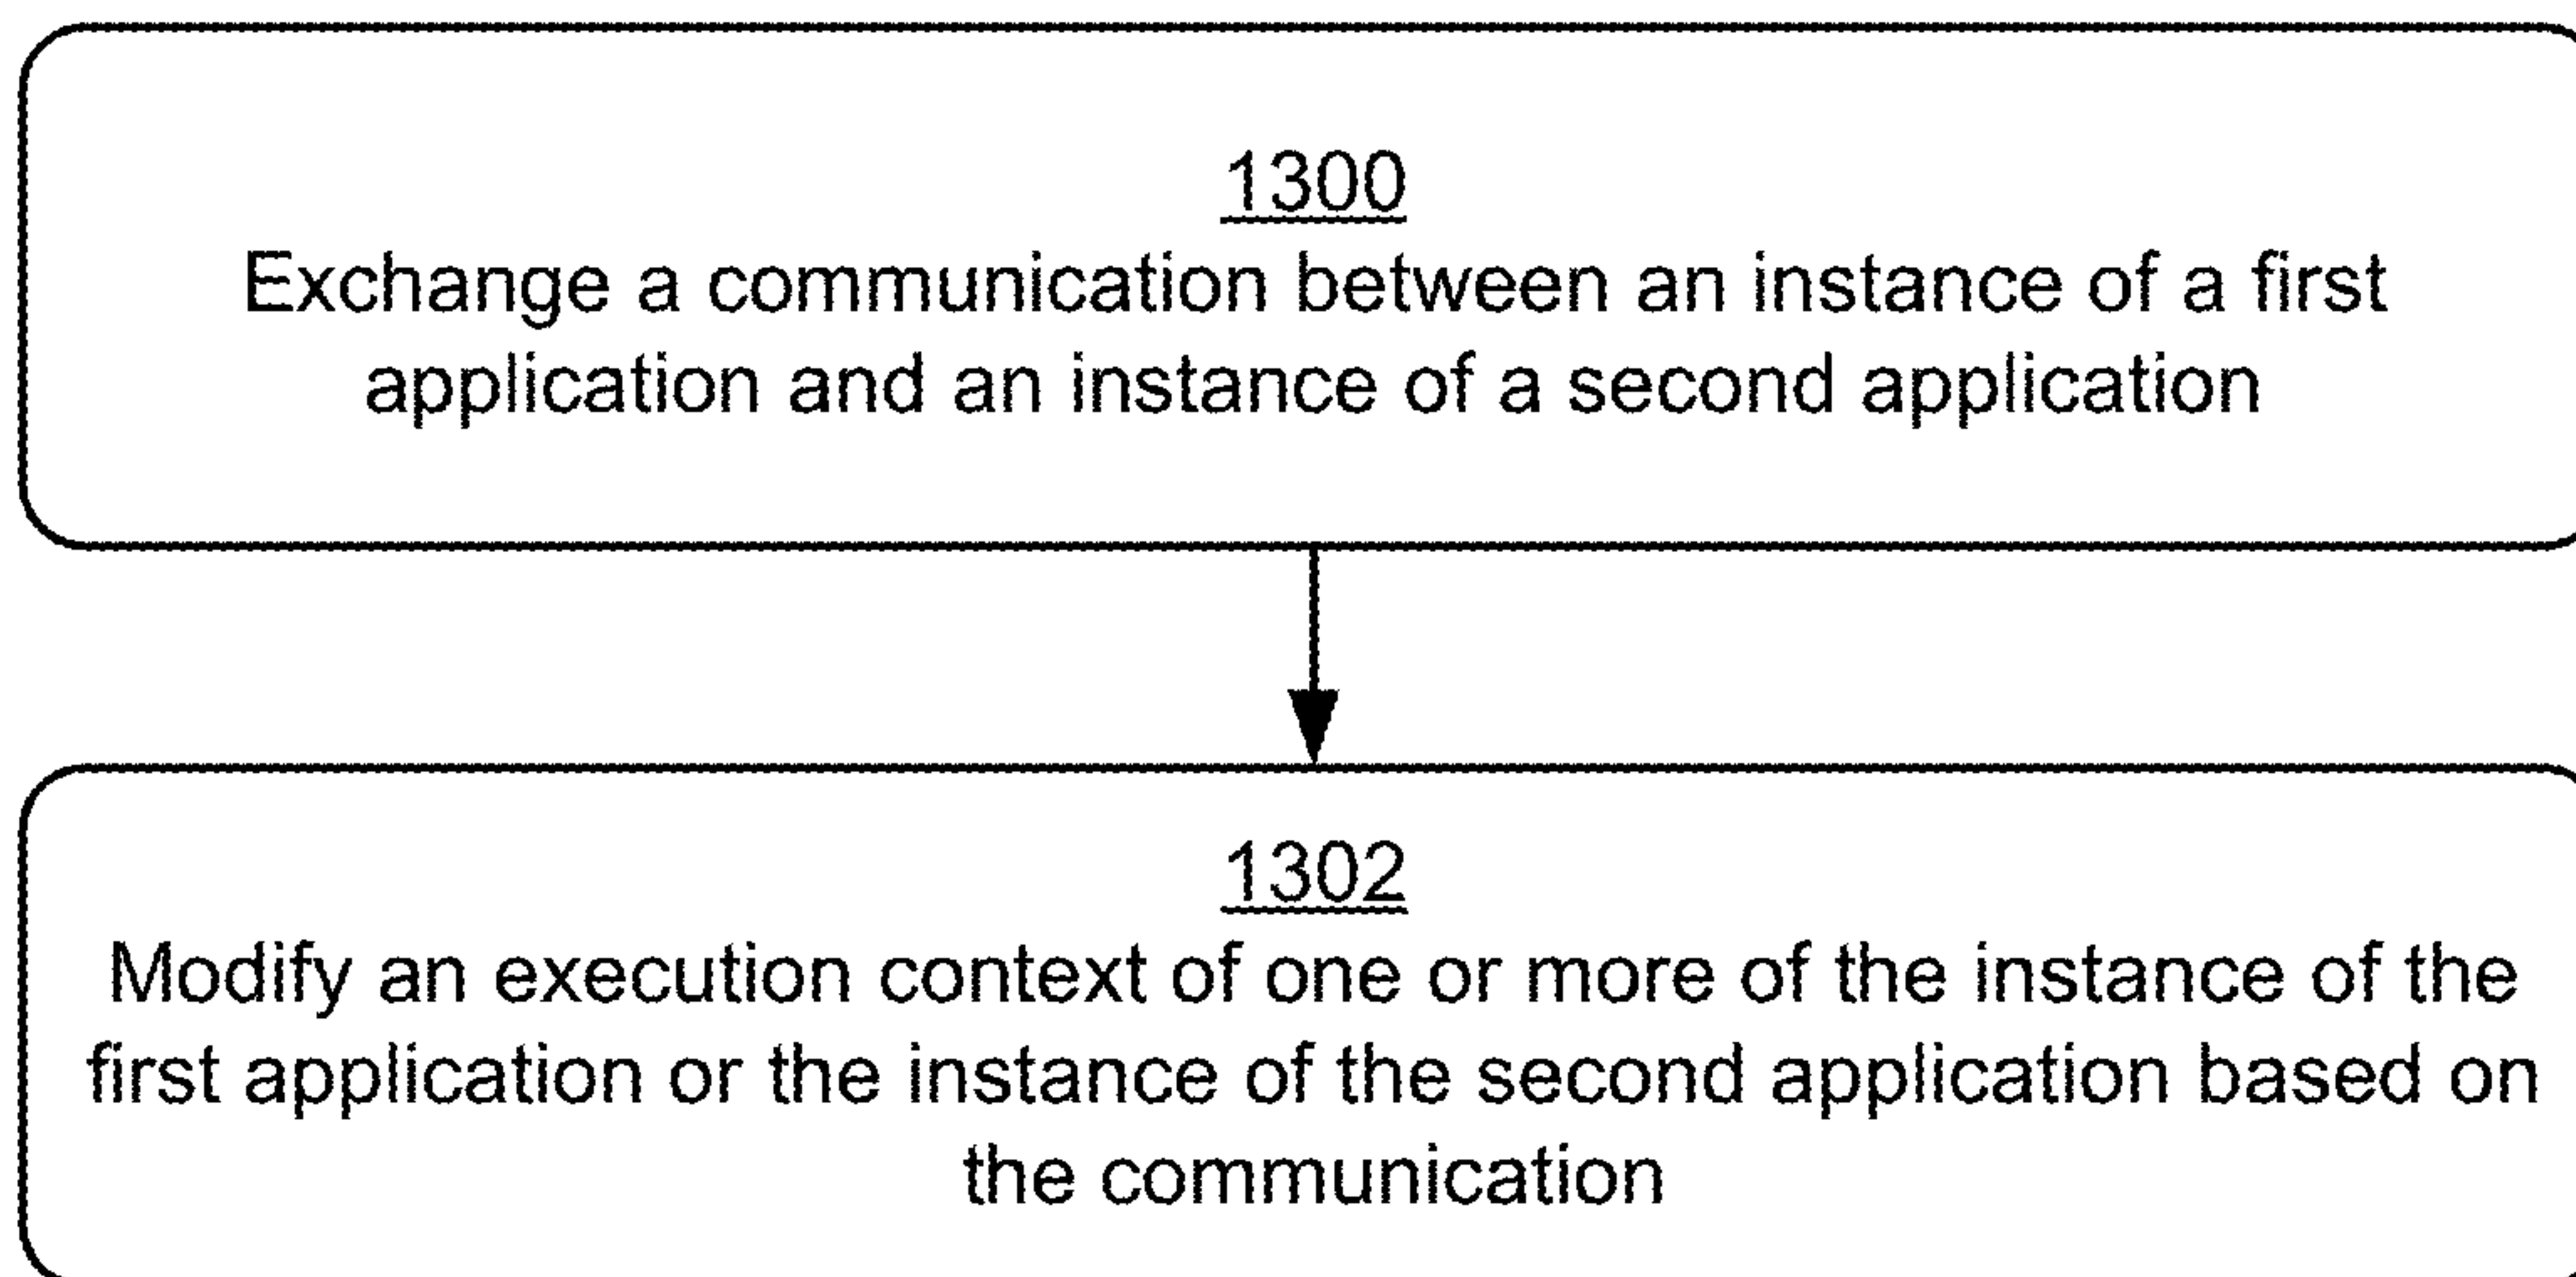 1300
Exchange a communication between an instance of a first
application and an instance of a second application
1302
Modify an execution context of one or more of the instance of the
first application or the instance of the second application based on
the communication